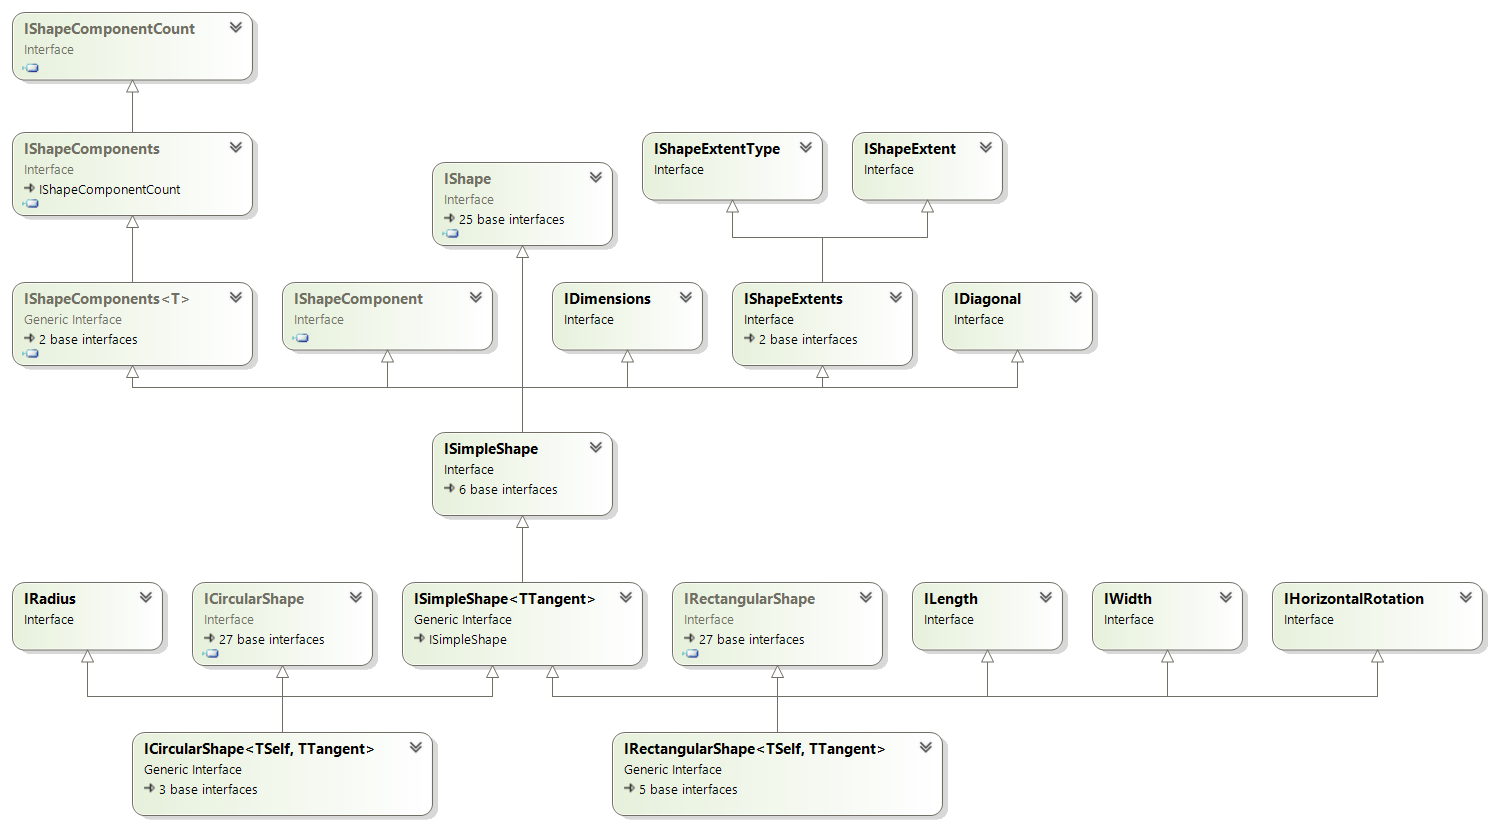 IShapeComponentCount
Interface
IShapeComponents
Interface
IShapeComponentCount
IShape
Interface
25 base interfaces
IShapeExtentType
Interface
IShapeExtent
Interface
IShapeComponents<T>
Generic Interface
2 base interfaces
IShapeComponent
Interface
IDimensions
Interface
IShapeExtents
Interface
2 base interfaces
IDiagonal
Interface
ISimpleShape
Interface
6 base interfaces
IRadius
Interface
ICircularShape
Interface
27 base interfaces
ISimpleShape<TTangent>
Generic Interface
ISimpleShape
IRectangularShape
Interface
27 base interfaces
ILength
Interface
IWidth
Interface
IHorizontalRotation
Interface
ICircularShape<TSelf, TTangent>
Generic Interface
3 base interfaces
IRectangularShape<TSelf, TTangent>
Generic Interface
5 base interfaces